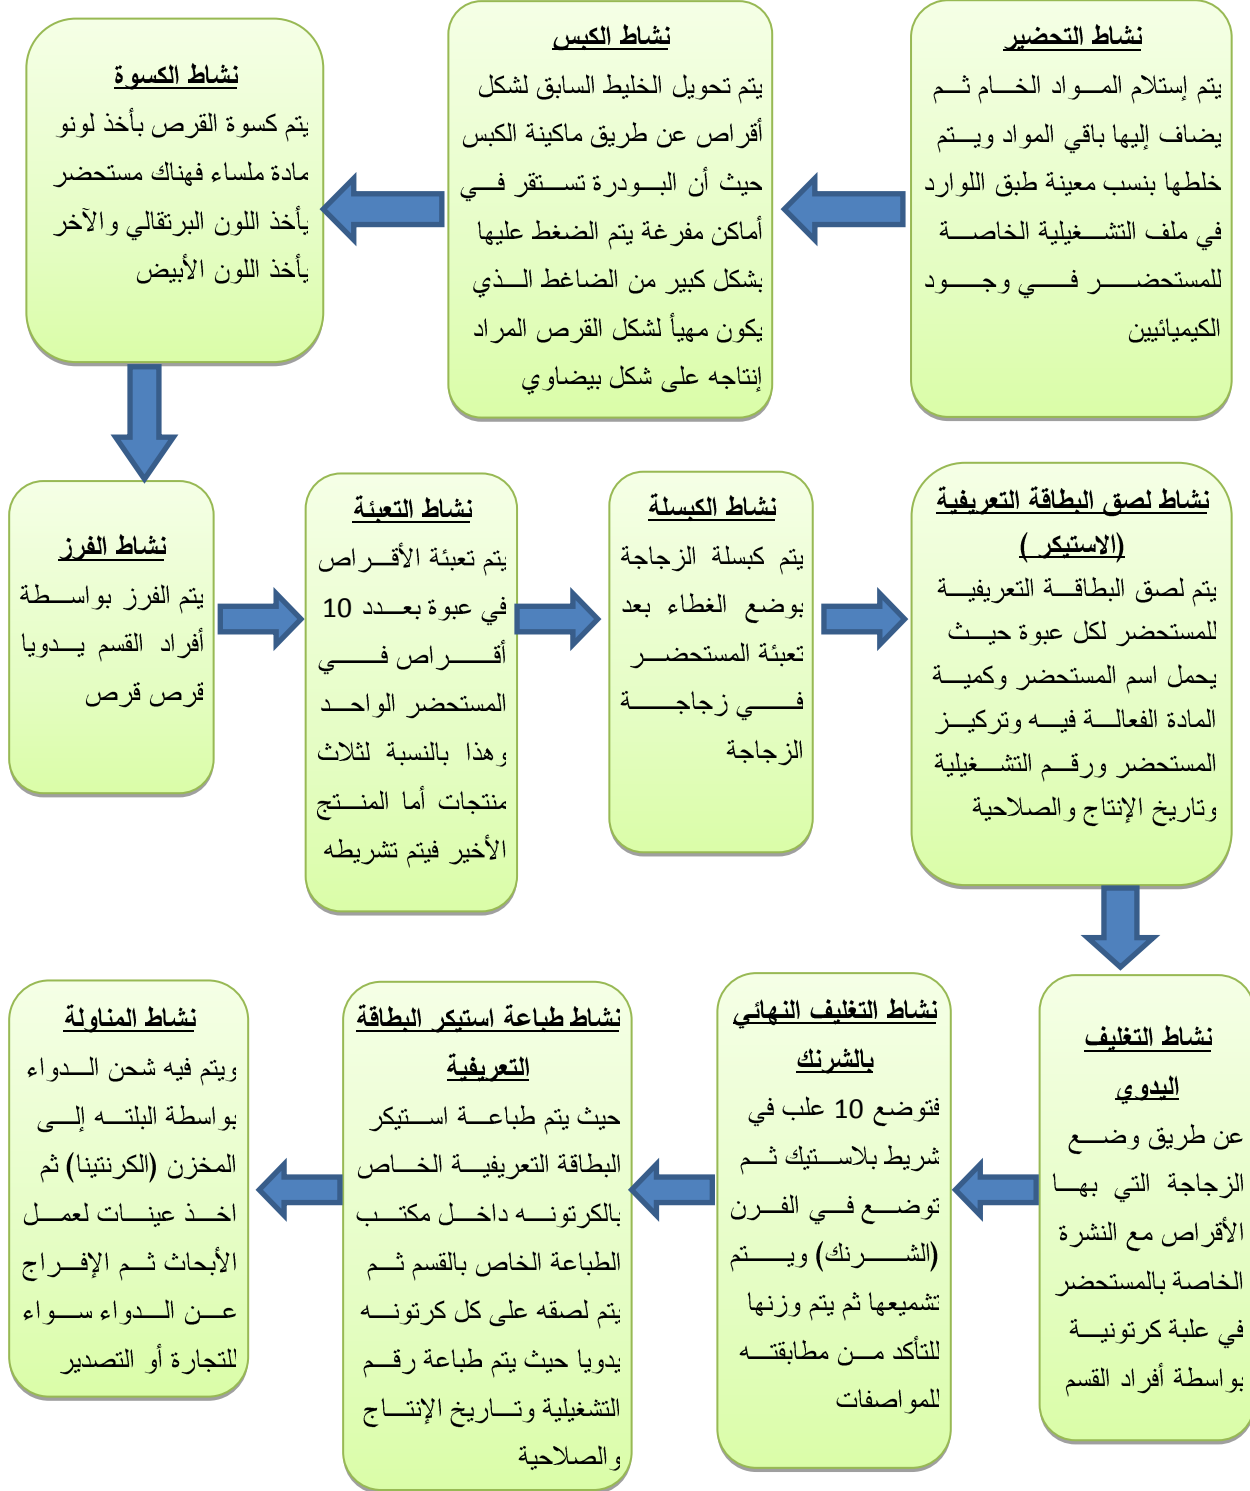 نشاط التحضير
يتم إستلام المواد الخام ثم
يضاف إليها باقي المواد ويتم
خلطها بنسب معينة طبق اللوارد
في ملف التشغيلية الخاصة
للمستحضر في وجود
الكيميائيين
نشاط الكبس
يتم تحويل الخليط السابق لشكل
أقراص عن طريق ماكينة الكبس
حيث أن البودرة تستقر في
أماكن مفرغة يتم الضغط عليها
بشكل كبير من الضاغط الذي
يكون مهيأ لشكل القرص المراد
إنتاجه على شكل بيضاوي
نشاط الكسوة
يتم كسوة القرص بأخذ لونو
مادة ملساء فهناك مستحضر
يأخذ اللون البرتقالي والآخر
يأخذ اللون الأبيض
نشاط الفرز
يتم الفرز بواسطة
أفراد القسم يدويا
قرص قرص
نشاط التعبئة
يتم تعبئة الأقراص
في عبوة بعدد 10
أقراص في
المستحضر الواحد
وهذا بالنسبة لثلاث
منتجات أما المنتج
الأخير فيتم تشريطه
نشاط الكبسلة
يتم كبسلة الزجاجة
بوضع الغطاء بعد
تعبئة المستحضر
في زجاجة
الزجاجة
نشاط لصق البطاقة التعريفية
(الاستيكر )
يتم لصق البطاقة التعريفية
للمستحضر لكل عبوة حيث
يحمل اسم المستحضر وكمية
المادة الفعالة فيه وتركيز
المستحضر ورقم التشغيلية
وتاريخ الإنتاج والصلاحية
نشاط التغليف
اليدوي
عن طريق وضع
الزجاجة التي بها
الأقراص مع النشرة
الخاصة بالمستحضر
في علبة كرتونية
بواسطة أفراد القسم
نشاط التغليف النهائي
بالشرنك
فتوضع 10 علب في
شريط بلاستيك ثم
توضع في الفرن
(الشرنك) ويتم
تشميعها ثم يتم وزنها
للتأكد من مطابقته
للمواصفات
نشاط طباعة استيكر البطاقة
التعريفية
حيث يتم طباعة استيكر
البطاقة التعريفية الخاص
بالكرتونه داخل مكتب
الطباعة الخاص بالقسم ثم
يتم لصقه على كل كرتونه
يدويا حيث يتم طباعة رقم
التشغيلية وتاريخ الإنتاج
والصلاحية
نشاط المناولة
ويتم فيه شحن الدواء
بواسطة البلته إلى
المخزن (الكرنتينا) ثم
اخذ عينات لعمل
الأبحاث ثم الإفراج
عن الدواء سواء
للتجارة أو التصدير